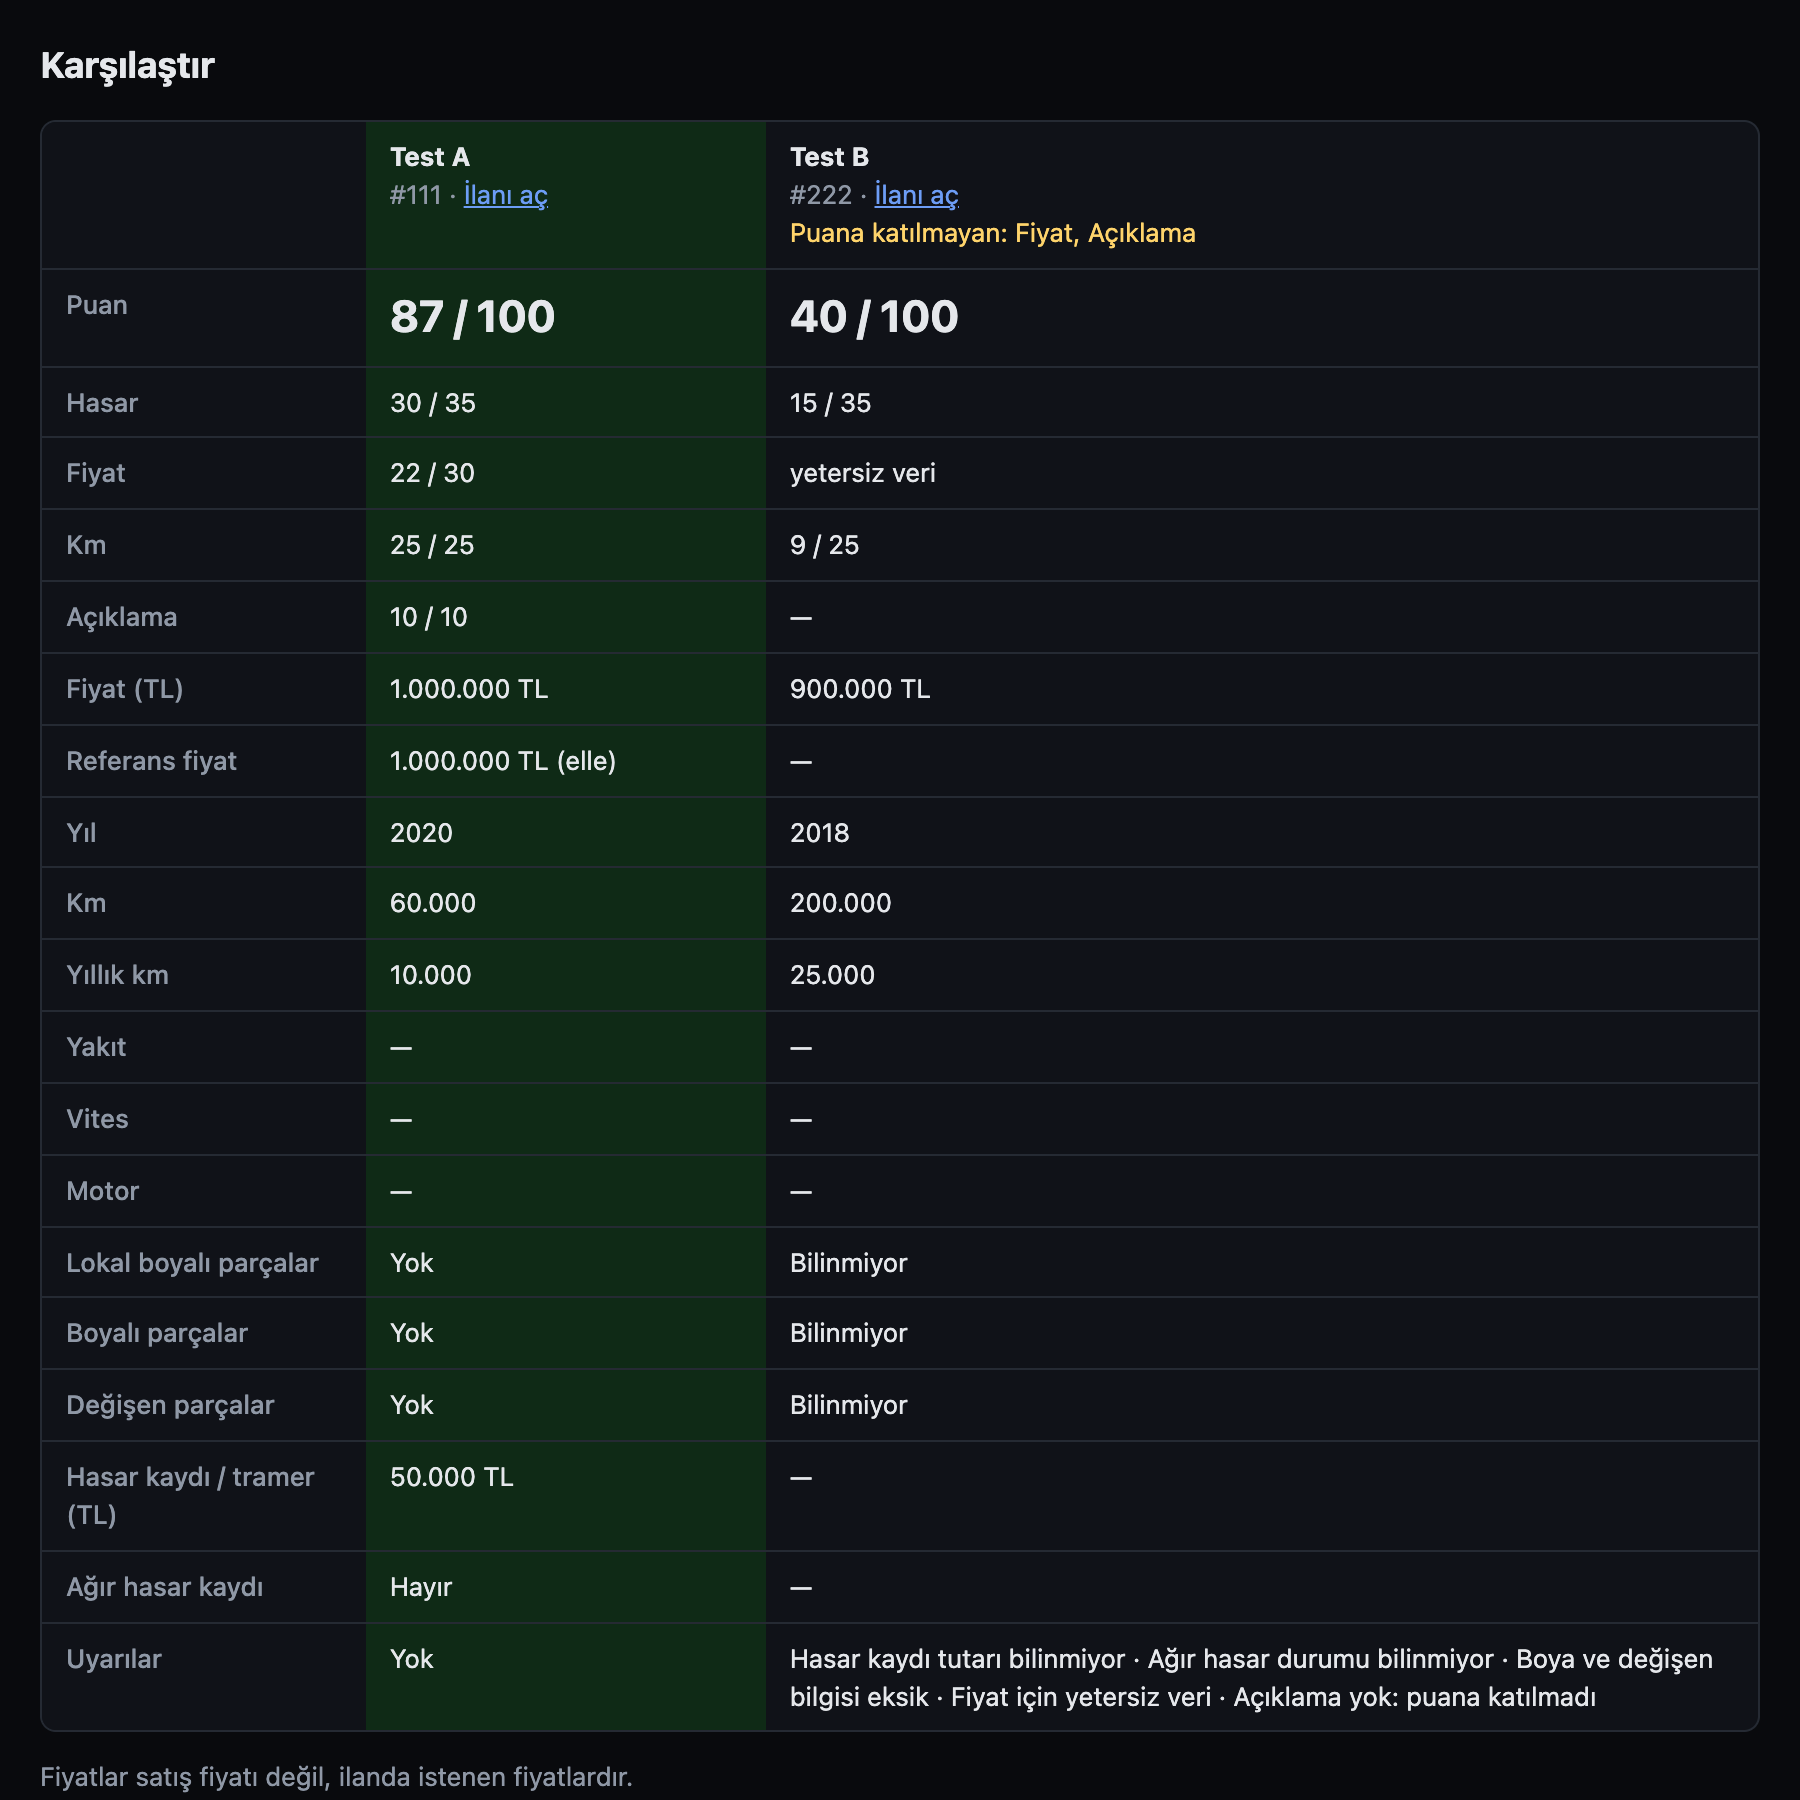 Karşılaştır
Test A
#111 · İlanı aç
Test B
#222 · İlanı aç
Puana katılmayan: Fiyat, Açıklama
Puan 87 / 100 40 / 100
Hasar 30 / 35 15 / 35
Fiyat 22 / 30 yetersiz veri
Km 25 / 25 9 / 25
Açıklama 10 / 10 —
Fiyat (TL) 1.000.000 TL 900.000 TL
Referans fiyat 1.000.000 TL (elle) —
Yıl 2020 2018
Km 60.000 200.000
Yıllık km 10.000 25.000
Yakıt — —
Vites — —
Motor — —
Lokal boyalı parçalar Yok Bilinmiyor
Boyalı parçalar Yok Bilinmiyor
Değişen parçalar Yok Bilinmiyor
Hasar kaydı / tramer
(TL)
50.000 TL —
Ağır hasar kaydı Hayır —
Uyarılar Yok Hasar kaydı tutarı bilinmiyor · Ağır hasar durumu bilinmiyor · Boya ve değişen
bilgisi eksik · Fiyat için yetersiz veri · Açıklama yok: puana katılmadı
Fiyatlar satış fiyatı değil, ilanda istenen fiyatlardır.